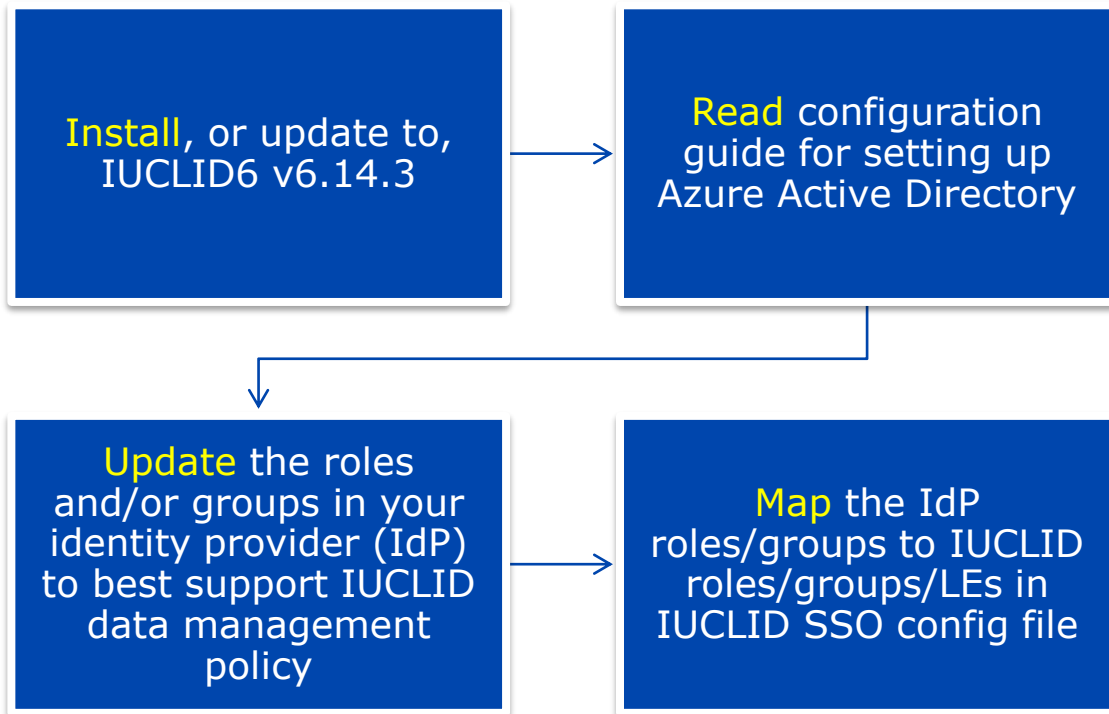 Install, or update to,
IUCLID6 v6.14.3
Read configuration
guide for setting up
Azure Active Directory
Update the roles
and/or groups in your
identity provider (IdP)
to best support IUCLID
data management
policy
Map the IdP
roles/groups to IUCLID
roles/groups/LEs in
IUCLID SSO config file